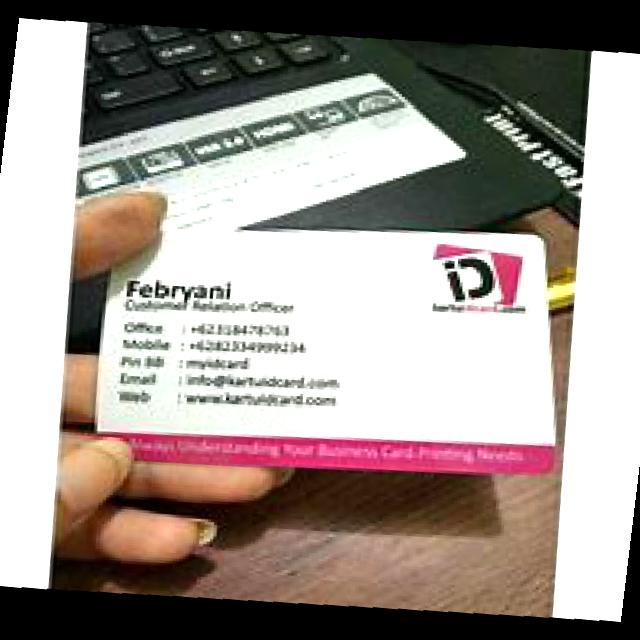 Febryani
Customer Relation Officer
Office : +62318478763
Mobile : +6282334999234
Pin BB : myidcard
Email : info@kartuidcard.com
Web : www.kartuidcard.com
iD
kartuidcard.com
Always Understanding Your Business Card Printing Needs